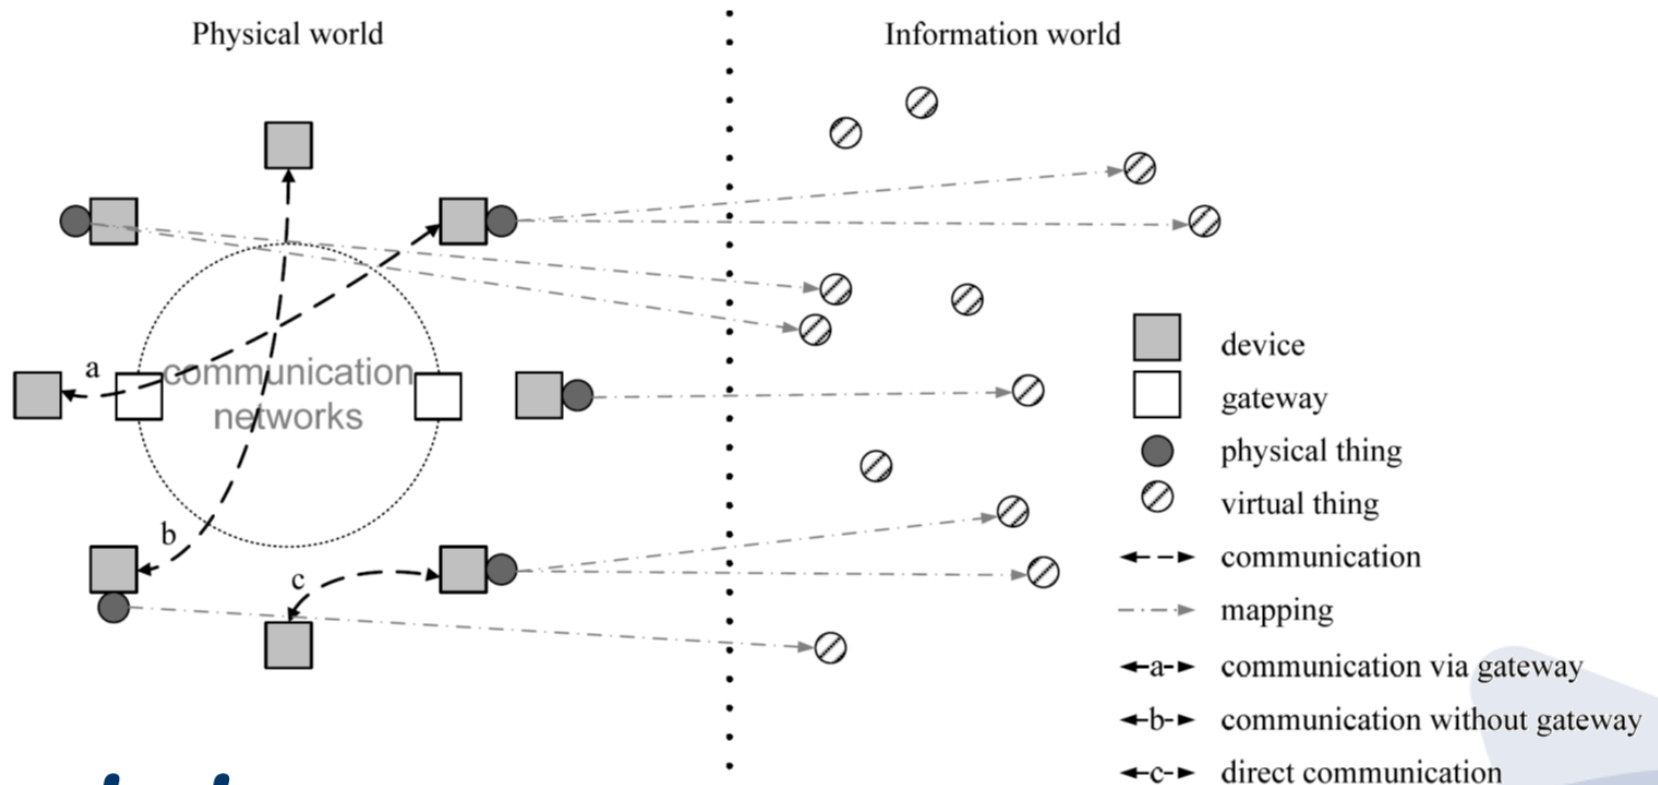 Physical world
Information world
a
communication
networks
b
c
device
gateway
physical thing
virtual thing
communication
mapping
a
communication via gateway
b
communication without gateway
c
direct communication